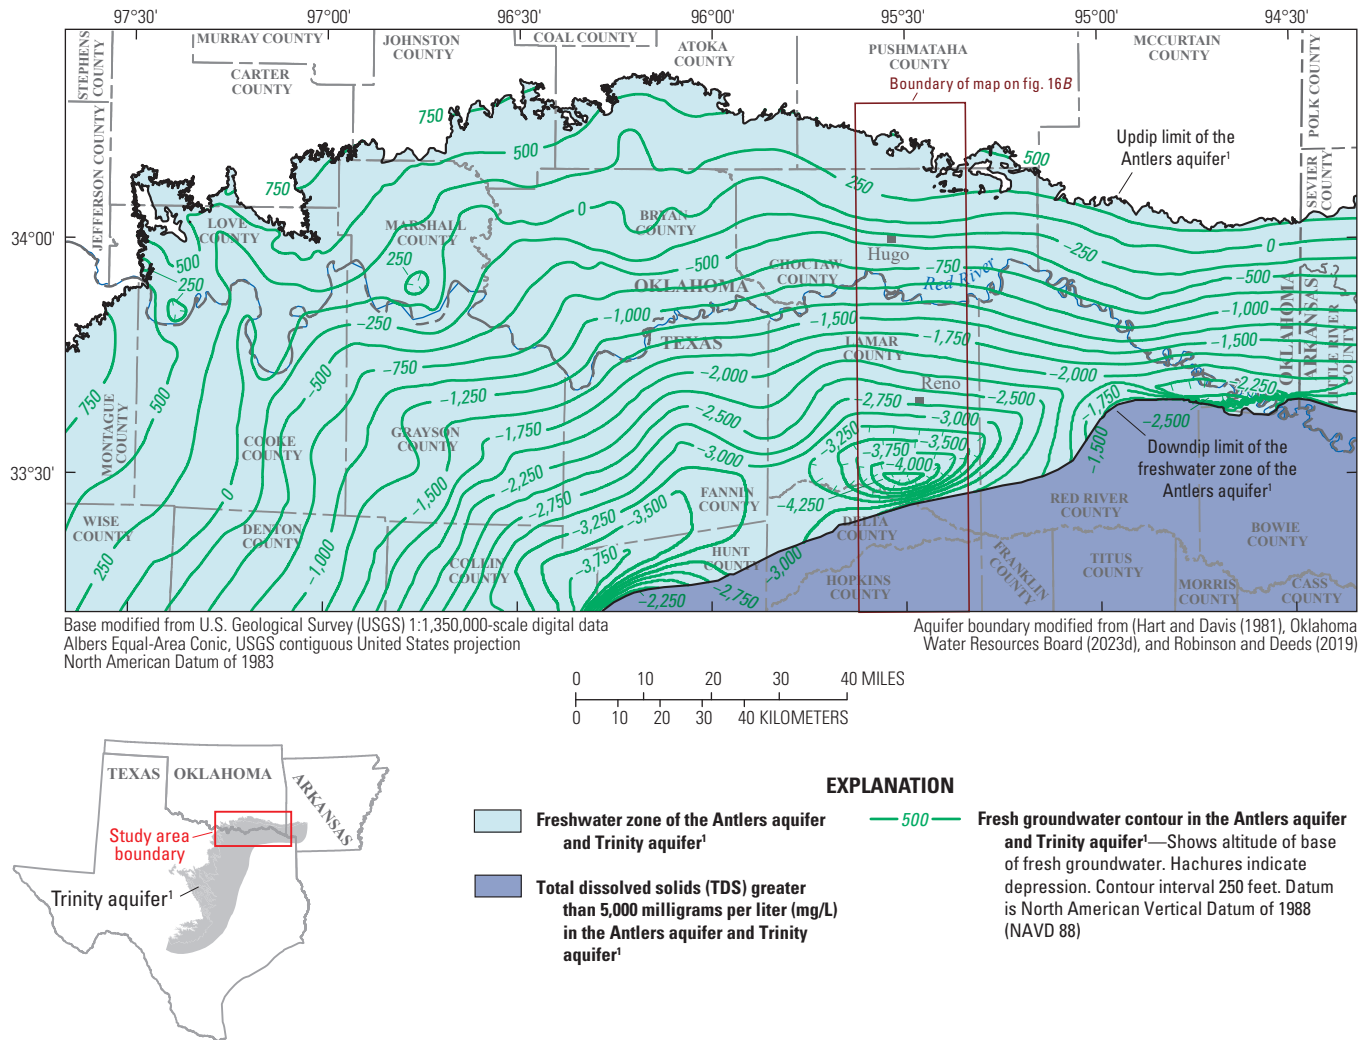 97°30'
97°00'
96°30'
96°00'
95°30'
95°00'
94°30'
34°00'
33°30'
STEPHENS
COUNTY
MURRAY COUNTY
CARTER
COUNTY
JOHNSTON
COUNTY
COAL COUNTY
ATOKA
COUNTY
PUSHMATAHA
COUNTY
MCCURTAIN
COUNTY
POLK COUNTY
Boundary of map on fig. 16B
Updip limit of the
Antlers aquifer¹
JEFFERSON COUNTY
SEVIER
COUNTY
LOVE
COUNTY
MARSHALL
COUNTY
BRYAN
COUNTY
CHOCTAW
COUNTY
Hugo
Red River
OKLAHOMA
TEXAS
OKLAHOMA
ARKANSAS
LITTLE RIVER
COUNTY
LAMAR
COUNTY
Reno
MONTAGUE
COUNTY
COOKE
COUNTY
GRAYSON
COUNTY
FANNIN
COUNTY
Downdip limit of the
freshwater zone of the
Antlers aquifer¹
RED RIVER
COUNTY
BOWIE
COUNTY
WISE
COUNTY
DENTON
COUNTY
COLLIN
COUNTY
HUNT
COUNTY
DELTA
COUNTY
HOPKINS
COUNTY
FRANKLIN
COUNTY
TITUS
COUNTY
MORRIS
COUNTY
CASS
COUNTY
750
500
500
750
250
0
500
250
250
−250
0
−500
−750
−250
−500
−1,000
−1,500
−1,000
−1,500
−1,750
−250
−500
−750
−1,250
−1,750
−2,000
−2,500
−3,000
−2,000
−2,250
−2,500
−1,750
−1,500
−2,750
−2,500
−3,000
−3,250
−3,500
−3,750
−4,000
−4,250
750
500
250
0
−1,000
−1,500
−2,250
−2,750
−3,250
−3,500
−3,750
−2,250
−2,750
−3,000
Base modified from U.S. Geological Survey (USGS) 1:1,350,000-scale digital data
Albers Equal-Area Conic, USGS contiguous United States projection
North American Datum of 1983
Aquifer boundary modified from (Hart and Davis (1981), Oklahoma
Water Resources Board (2023d), and Robinson and Deeds (2019)
0 10 20 30 40 MILES
0 10 20 30 40 KILOMETERS
TEXAS
OKLAHOMA
ARKANSAS
Study area
boundary
Trinity aquifer¹
EXPLANATION
Freshwater zone of the Antlers aquifer
and Trinity aquifer¹
Total dissolved solids (TDS) greater
than 5,000 milligrams per liter (mg/L)
in the Antlers aquifer and Trinity
aquifer¹
500
Fresh groundwater contour in the Antlers aquifer
and Trinity aquifer¹—Shows altitude of base
of fresh groundwater. Hachures indicate
depression. Contour interval 250 feet. Datum
is North American Vertical Datum of 1988
(NAVD 88)